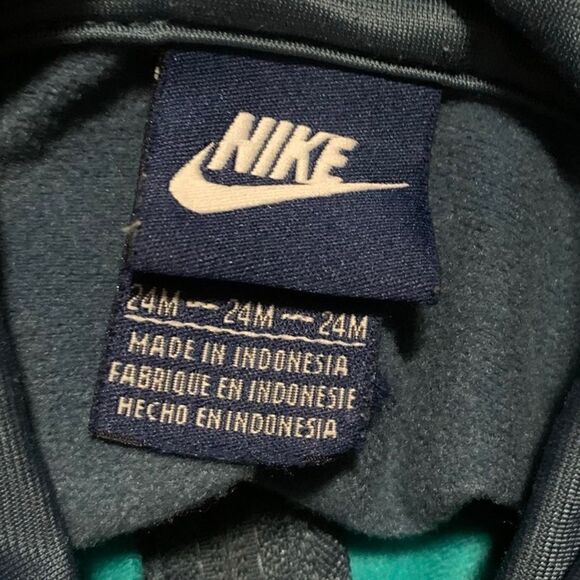 NIKE
24M — 24M — 24M
MADE IN INDONESIA
FABRIQUE EN INDONESIE
HECHO EN INDONESIA